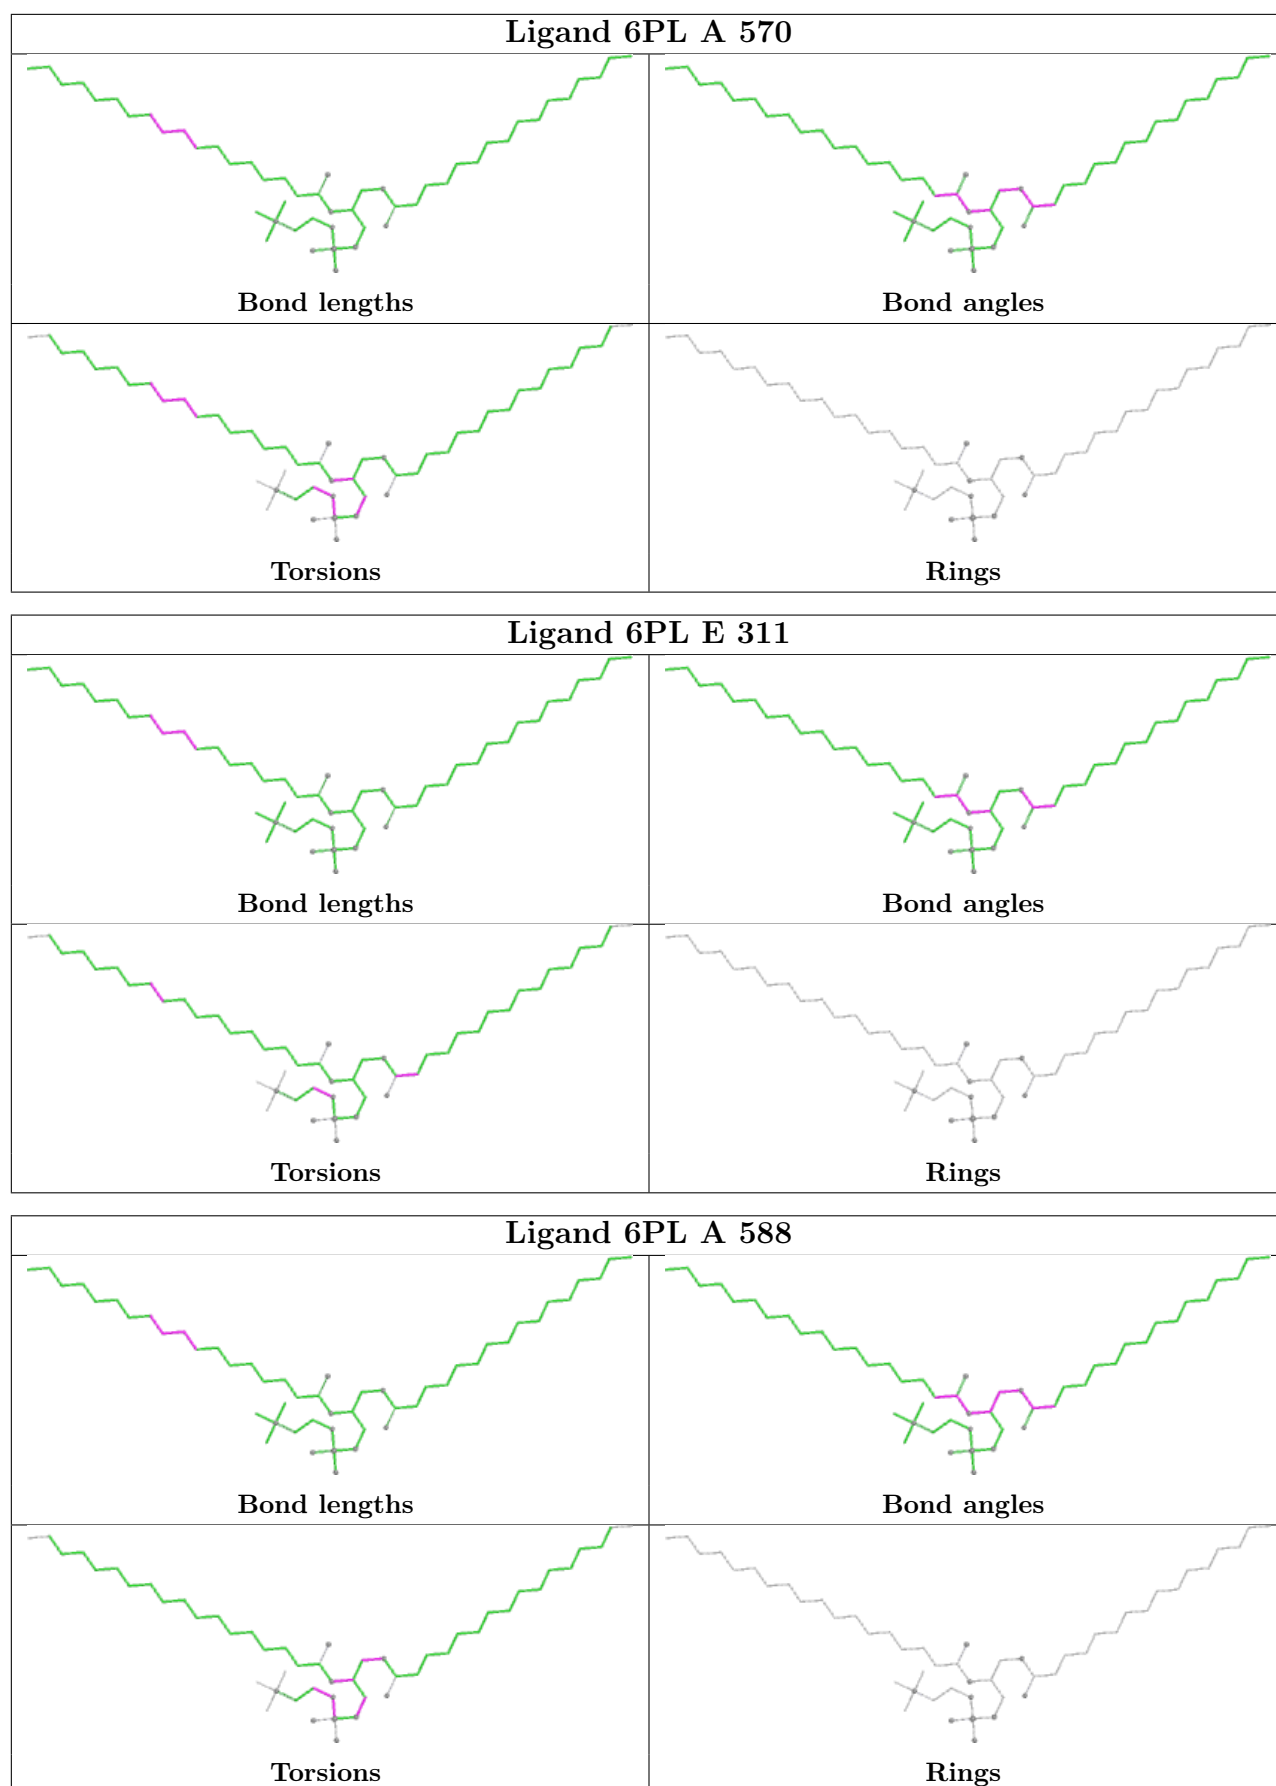 Ligand 6PL A 570
Bond lengths
Bond angles
Torsions
Rings
Ligand 6PL E 311
Bond lengths
Bond angles
Torsions
Rings
Ligand 6PL A 588
Bond lengths
Bond angles
Torsions
Rings